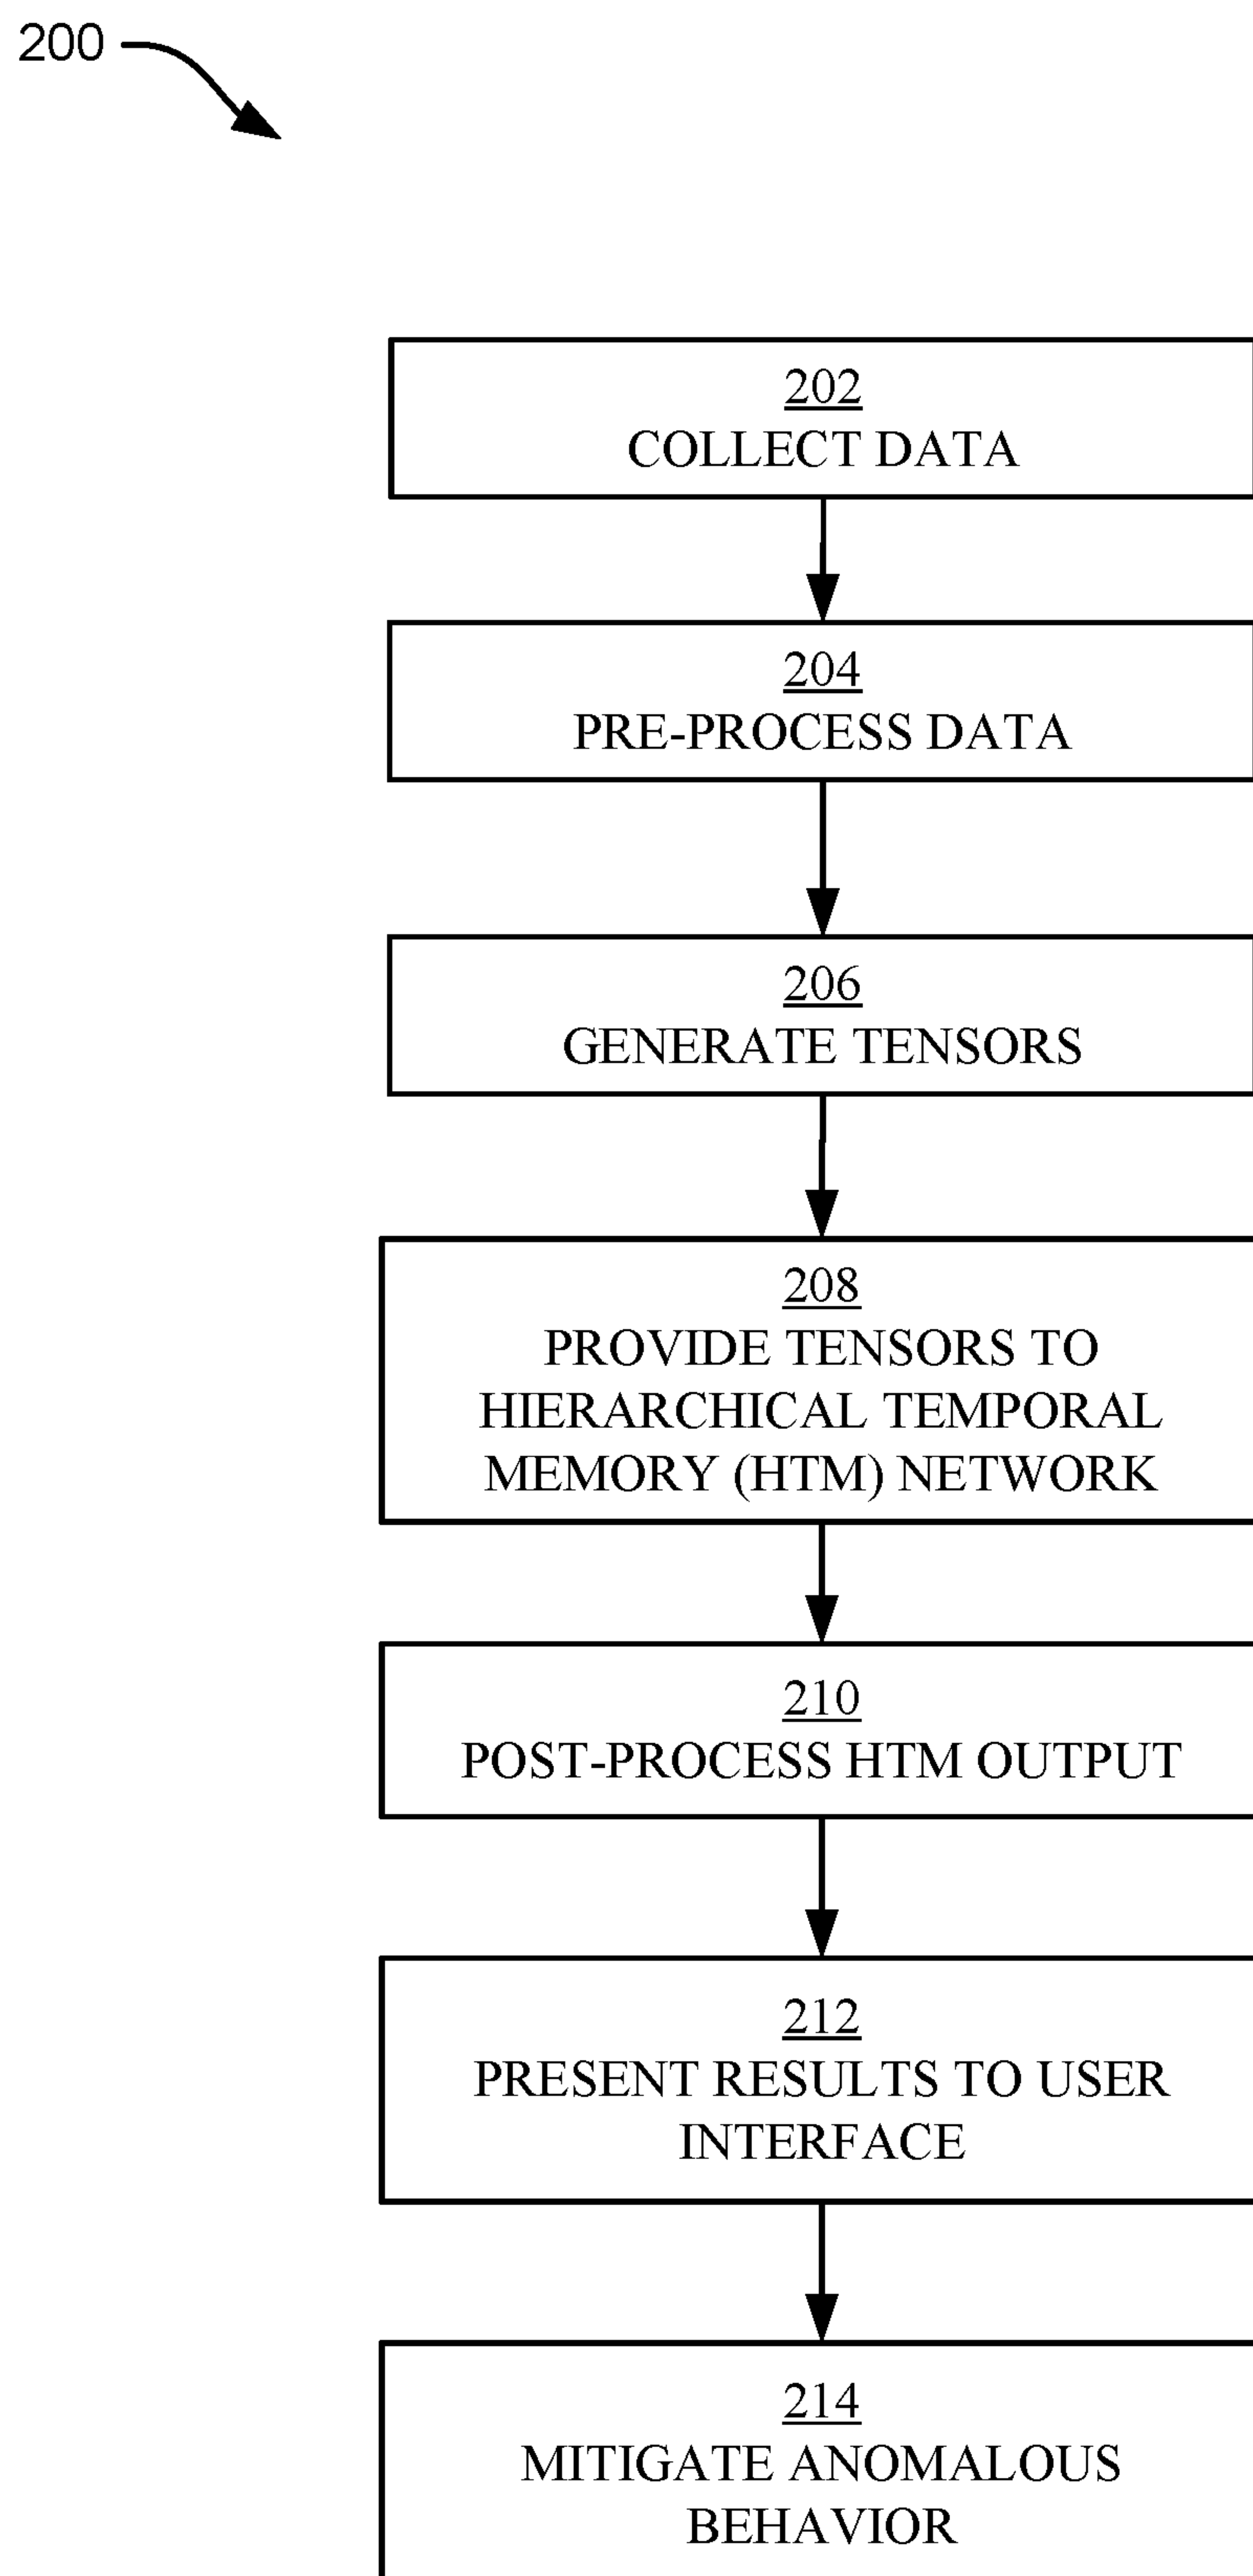 200
202
COLLECT DATA
204
PRE-PROCESS DATA
206
GENERATE TENSORS
208
PROVIDE TENSORS TO
HIERARCHICAL TEMPORAL
MEMORY (HTM) NETWORK
210
POST-PROCESS HTM OUTPUT
212
PRESENT RESULTS TO USER
INTERFACE
214
MITIGATE ANOMALOUS
BEHAVIOR